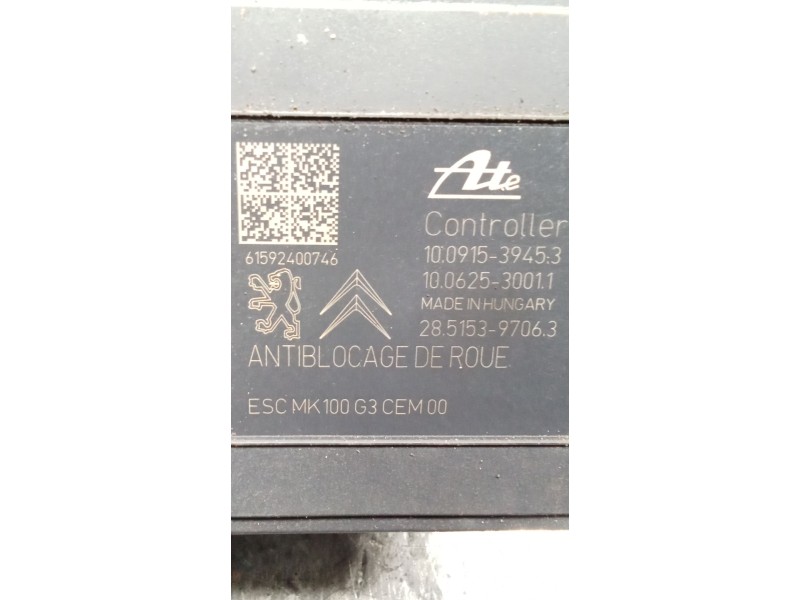 Ate
Controller
61592400746
10.0915-3945.3
10.0625-3001.1
MADE IN HUNGARY
28.5153-9706.3
ANTIBLOCAGE DE ROUE
ESC MK100 G3 CEM 00